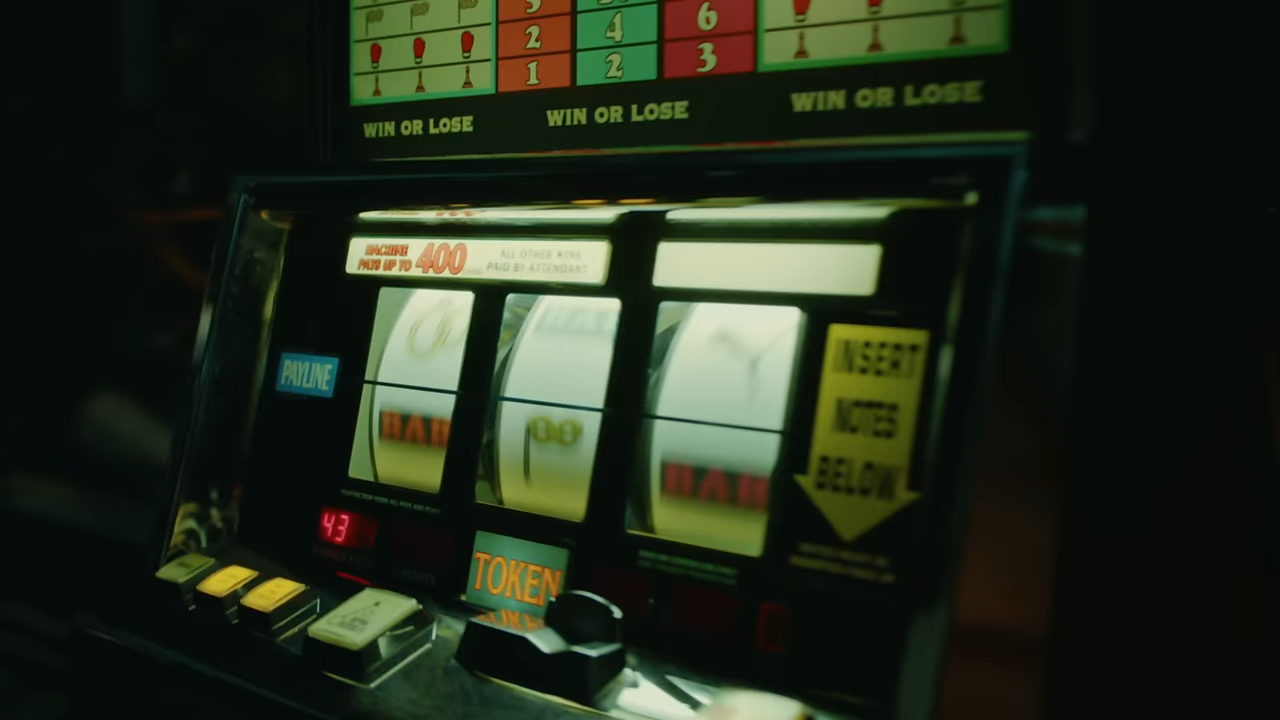 5
2 4 6
1 2 3
WIN OR LOSE WIN OR LOSE WIN OR LOSE
MACHINE
PAYS UP TO 400
ALL OTHER WINS
PAID BY ATTENDANT
PAYLINE
INSERT
NOTES
BELOW
BAR
BAR
43
TOKEN